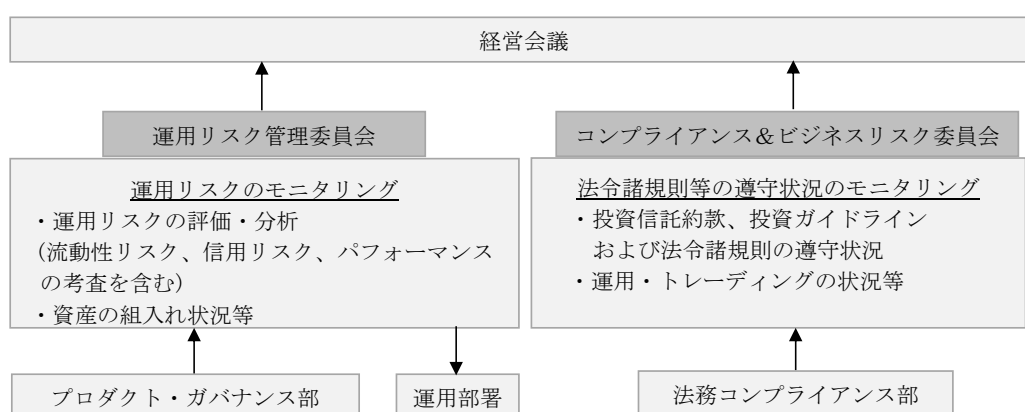 経営会議
運用リスク管理委員会
運用リスクのモニタリング
・運用リスクの評価・分析
(流動性リスク、信用リスク、パフォーマンス
の考査を含む)
・資産の組入れ状況等
プロダクト・ガバナンス部
運用部署
コンプライアンス&ビジネスリスク委員会
法令諸規則等の遵守状況のモニタリング
・投資信託約款、投資ガイドライン
および法令諸規則の遵守状況
・運用・トレーディングの状況等
法務コンプライアンス部